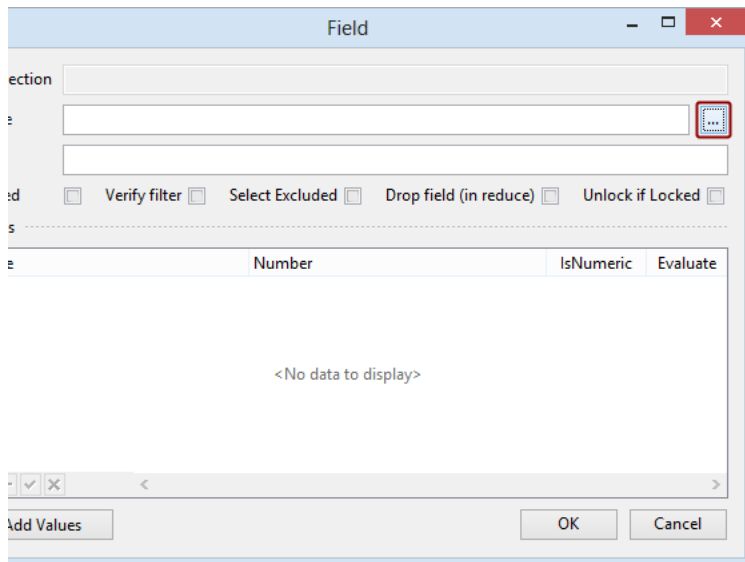 Field
ection
e
...
ed Verify filter Select Excluded Drop field (in reduce) Unlock if Locked
s
e Number IsNumeric Evaluate
<No data to display>
Add Values OK Cancel